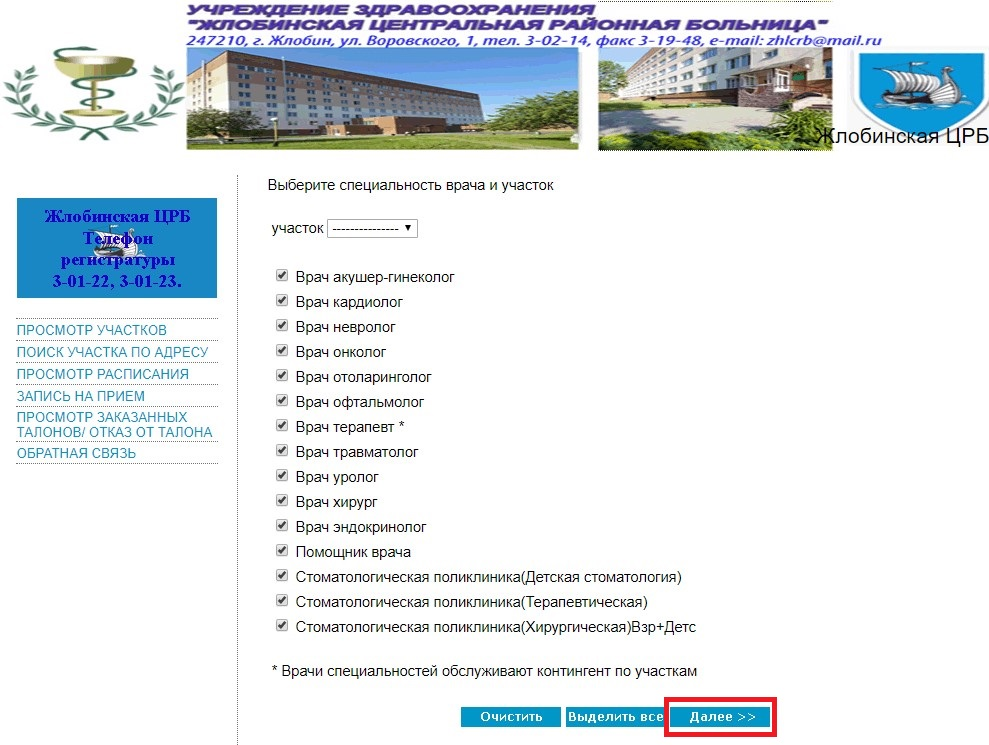 УЧРЕЖДЕНИЕ ЗДРАВООХРАНЕНИЯ
"ЖЛОБИНСКАЯ ЦЕНТРАЛЬНАЯ РАЙОННАЯ БОЛЬНИЦА"
247210, г. Жлобин, ул. Воровского, 1, тел. 3-02-14, факс 3-19-48, e-mail: zhlcrb@mail.ru
Жлобинская ЦРБ
Жлобинская ЦРБ
Телефон
регистратуры
3-01-22, 3-01-23.
ПРОСМОТР УЧАСТКОВ
ПОИСК УЧАСТКА ПО АДРЕСУ
ПРОСМОТР РАСПИСАНИЯ
ЗАПИСЬ НА ПРИЕМ
ПРОСМОТР ЗАКАЗАННЫХ
ТАЛОНОВ/ ОТКАЗ ОТ ТАЛОНА
ОБРАТНАЯ СВЯЗЬ
Выберите специальность врача и участок
участок ---------------
Врач акушер-гинеколог
Врач кардиолог
Врач невролог
Врач онколог
Врач отоларинголог
Врач офтальмолог
Врач терапевт *
Врач травматолог
Врач уролог
Врач хирург
Врач эндокринолог
Помощник врача
Стоматологическая поликлиника(Детская стоматология)
Стоматологическая поликлиника(Терапевтическая)
Стоматологическая поликлиника(Хирургическая)Взр+Детс
* Врачи специальностей обслуживают контингент по участкам
Очистить Выделить все Далее >>